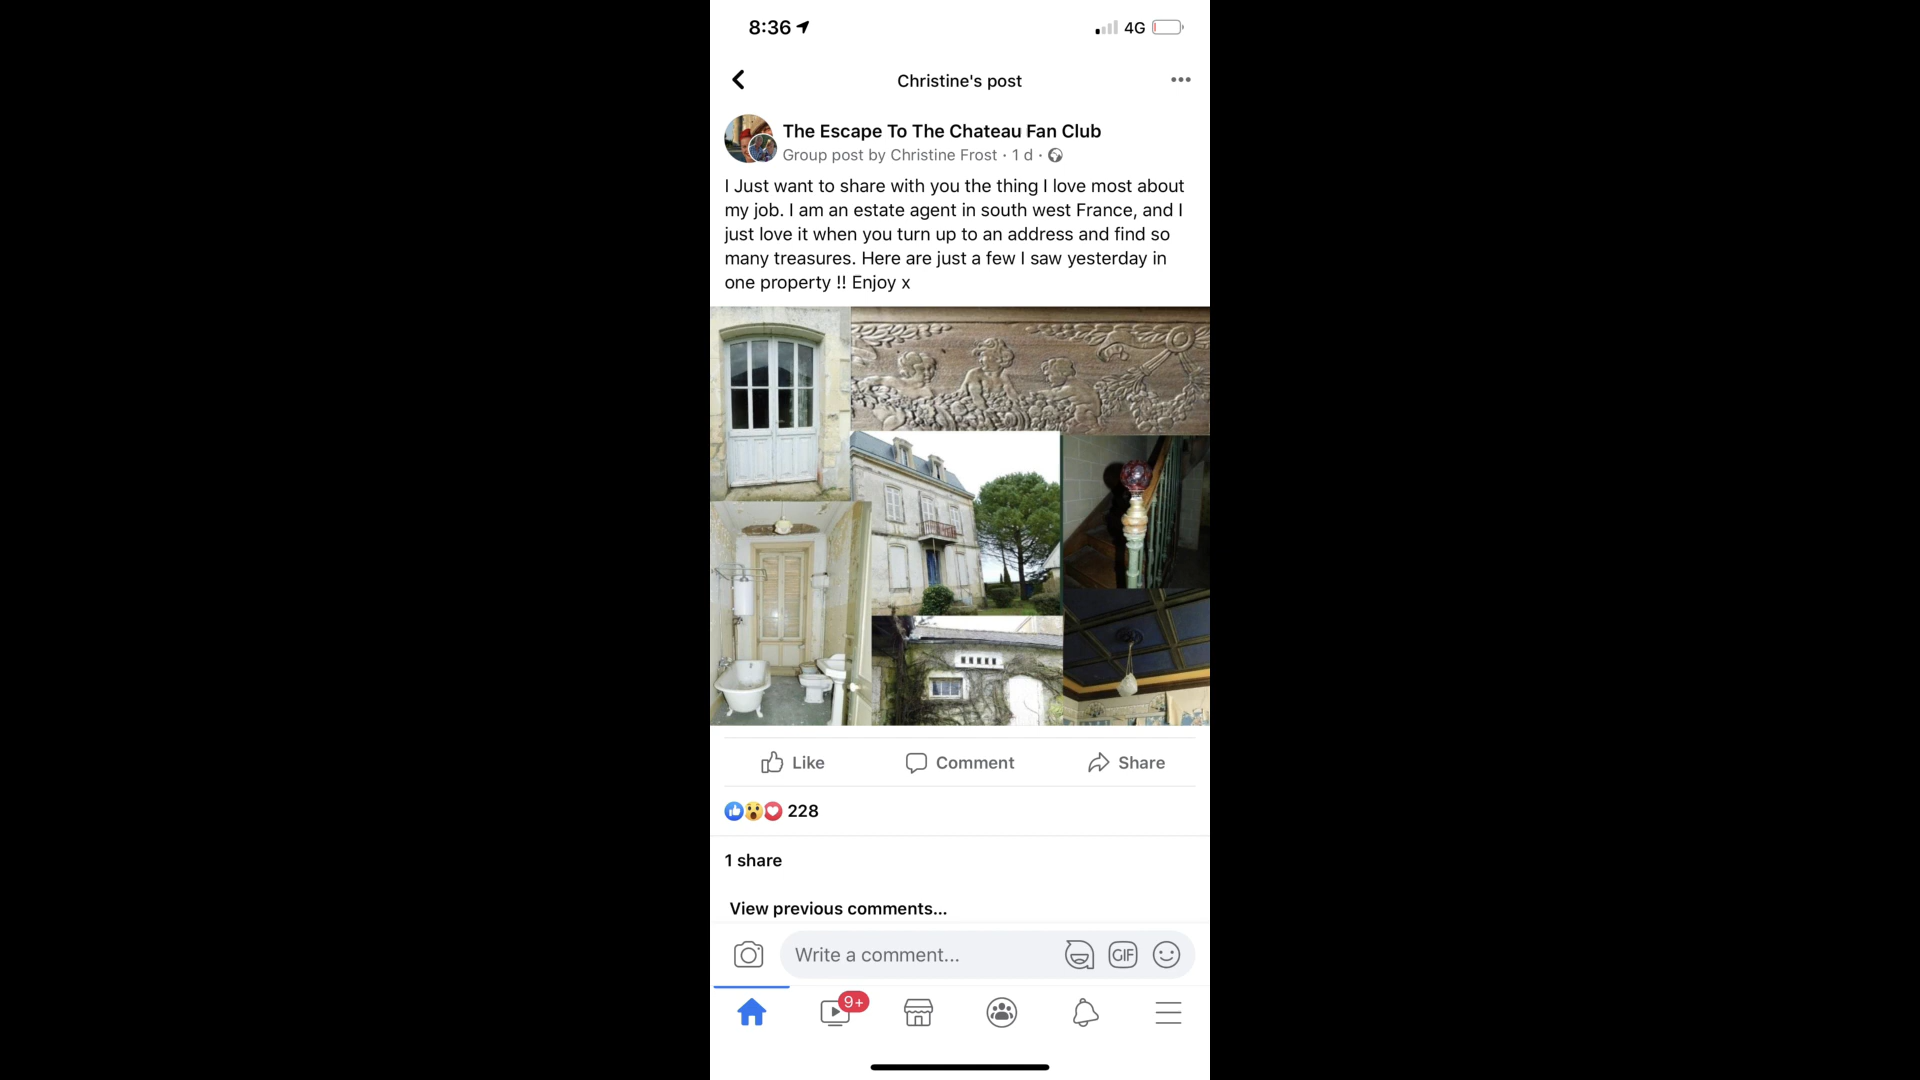 8:36
4G
Christine's post
The Escape To The Chateau Fan Club
Group post by Christine Frost · 1 d ·
I Just want to share with you the thing I love most about
my job. I am an estate agent in south west France, and I
just love it when you turn up to an address and find so
many treasures. Here are just a few I saw yesterday in
one property !! Enjoy x
Like
Comment
Share
228
1 share
View previous comments...
Write a comment...
GIF
9+